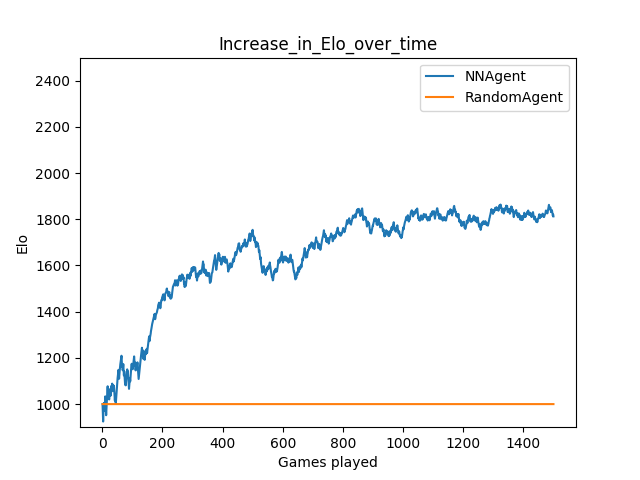 Increase_in_Elo_over_time
NNAgent
RandomAgent
2400
2200
2000
1800
1600
1400
1200
1000
Elo
0 200 400 600 800 1000 1200 1400
Games played